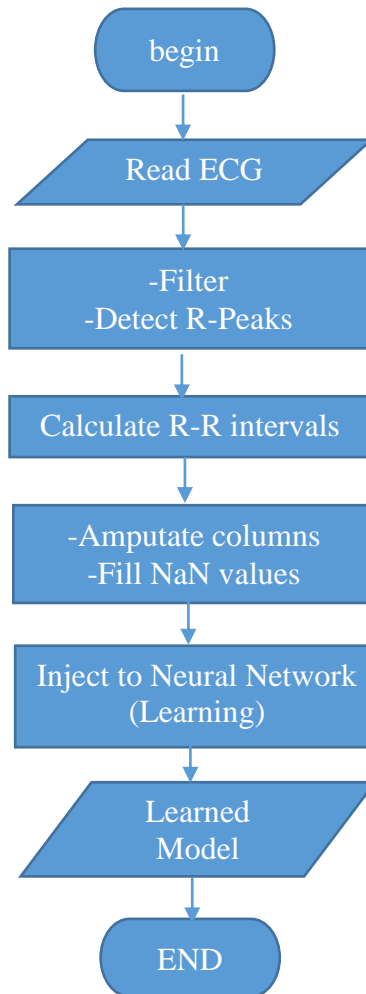 begin
Read ECG
-Filter
-Detect R-Peaks
Calculate R-R intervals
-Amputate columns
-Fill NaN values
Inject to Neural Network
(Learning)
Learned
Model
END